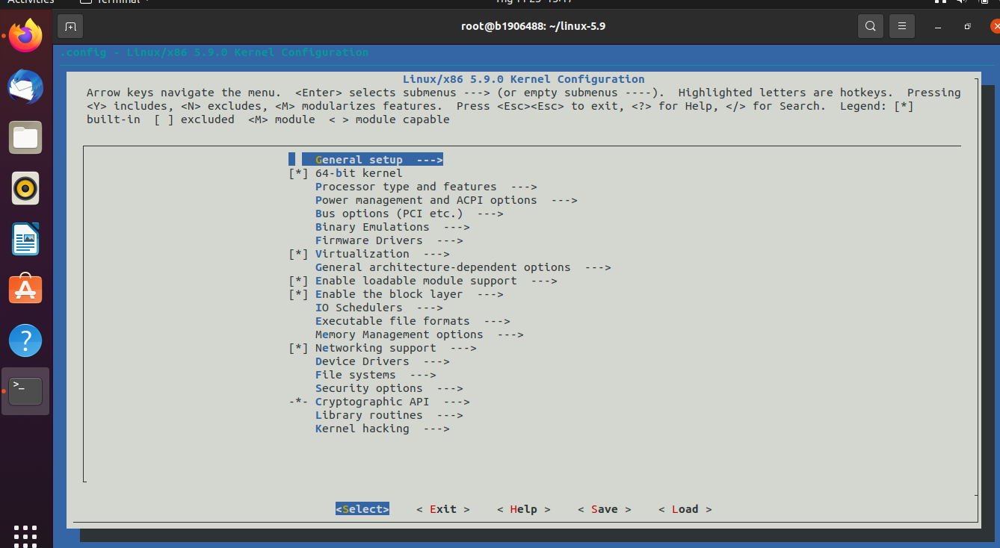 Activities Terminal
root@b1906488: ~/linux-5.9
.config - Linux/x86 5.9.0 Kernel Configuration
Linux/x86 5.9.0 Kernel Configuration
Arrow keys navigate the menu.  <Enter> selects submenus ---> (or empty submenus ----).  Highlighted letters are hotkeys.  Pressing
<Y> includes, <N> excludes, <M> modularizes features.  Press <Esc><Esc> to exit, <?> for Help, </> for Search.  Legend: [*]
built-in  [ ] excluded  <M> module  < > module capable
General setup  --->
[*] 64-bit kernel
Processor type and features  --->
Power management and ACPI options  --->
Bus options (PCI etc.)  --->
Binary Emulations  --->
Firmware Drivers  --->
[*] Virtualization  --->
General architecture-dependent options  --->
[*] Enable loadable module support  --->
[*] Enable the block layer  --->
IO Schedulers  --->
Executable file formats  --->
Memory Management options  --->
[*] Networking support  --->
Device Drivers  --->
File systems  --->
Security options  --->
-*- Cryptographic API  --->
Library routines  --->
Kernel hacking  --->
<Select>    < Exit >    < Help >    < Save >    < Load >